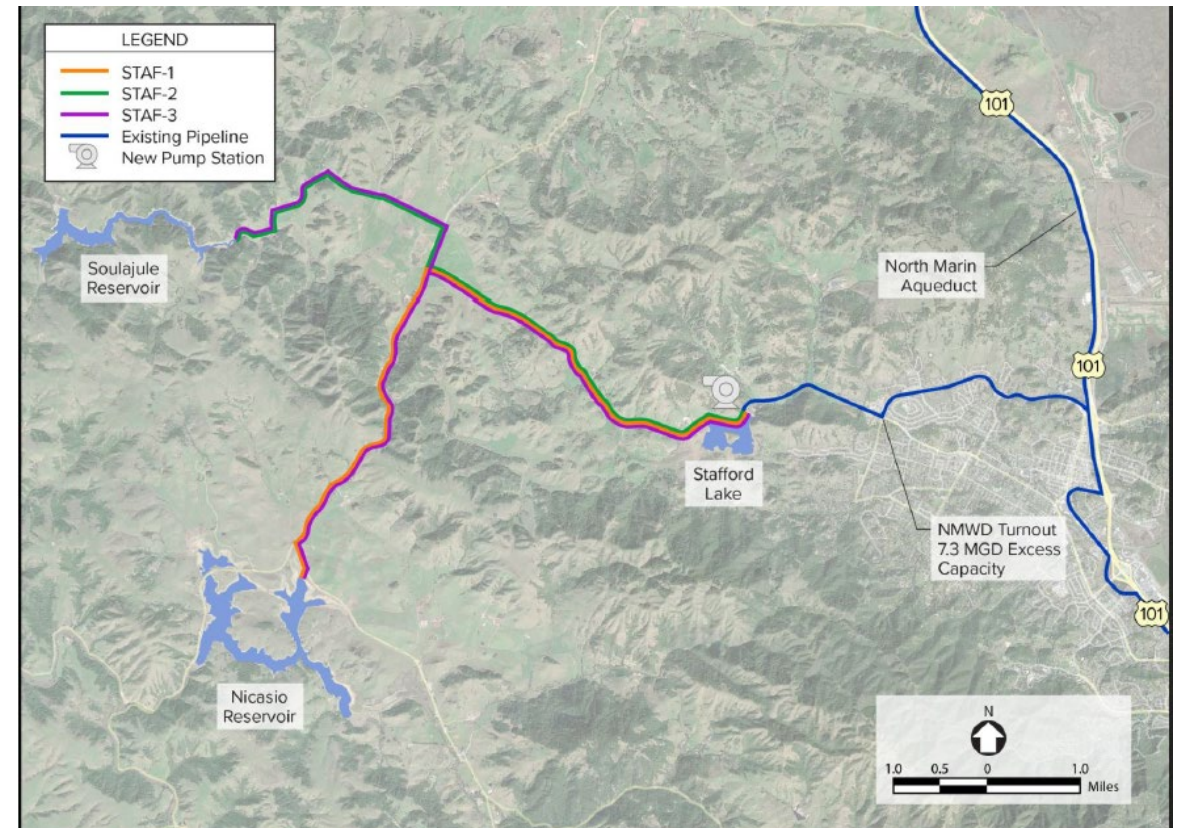 LEGEND
STAF-1
STAF-2
STAF-3
Existing Pipeline
New Pump Station
101
Soulajule
Reservoir
North Marin
Aqueduct
101
Stafford
Lake
NMWD Turnout
7.3 MGD Excess
Capacity
101
Nicasio
Reservoir
N
1.0 0.5 0 1.0
Miles